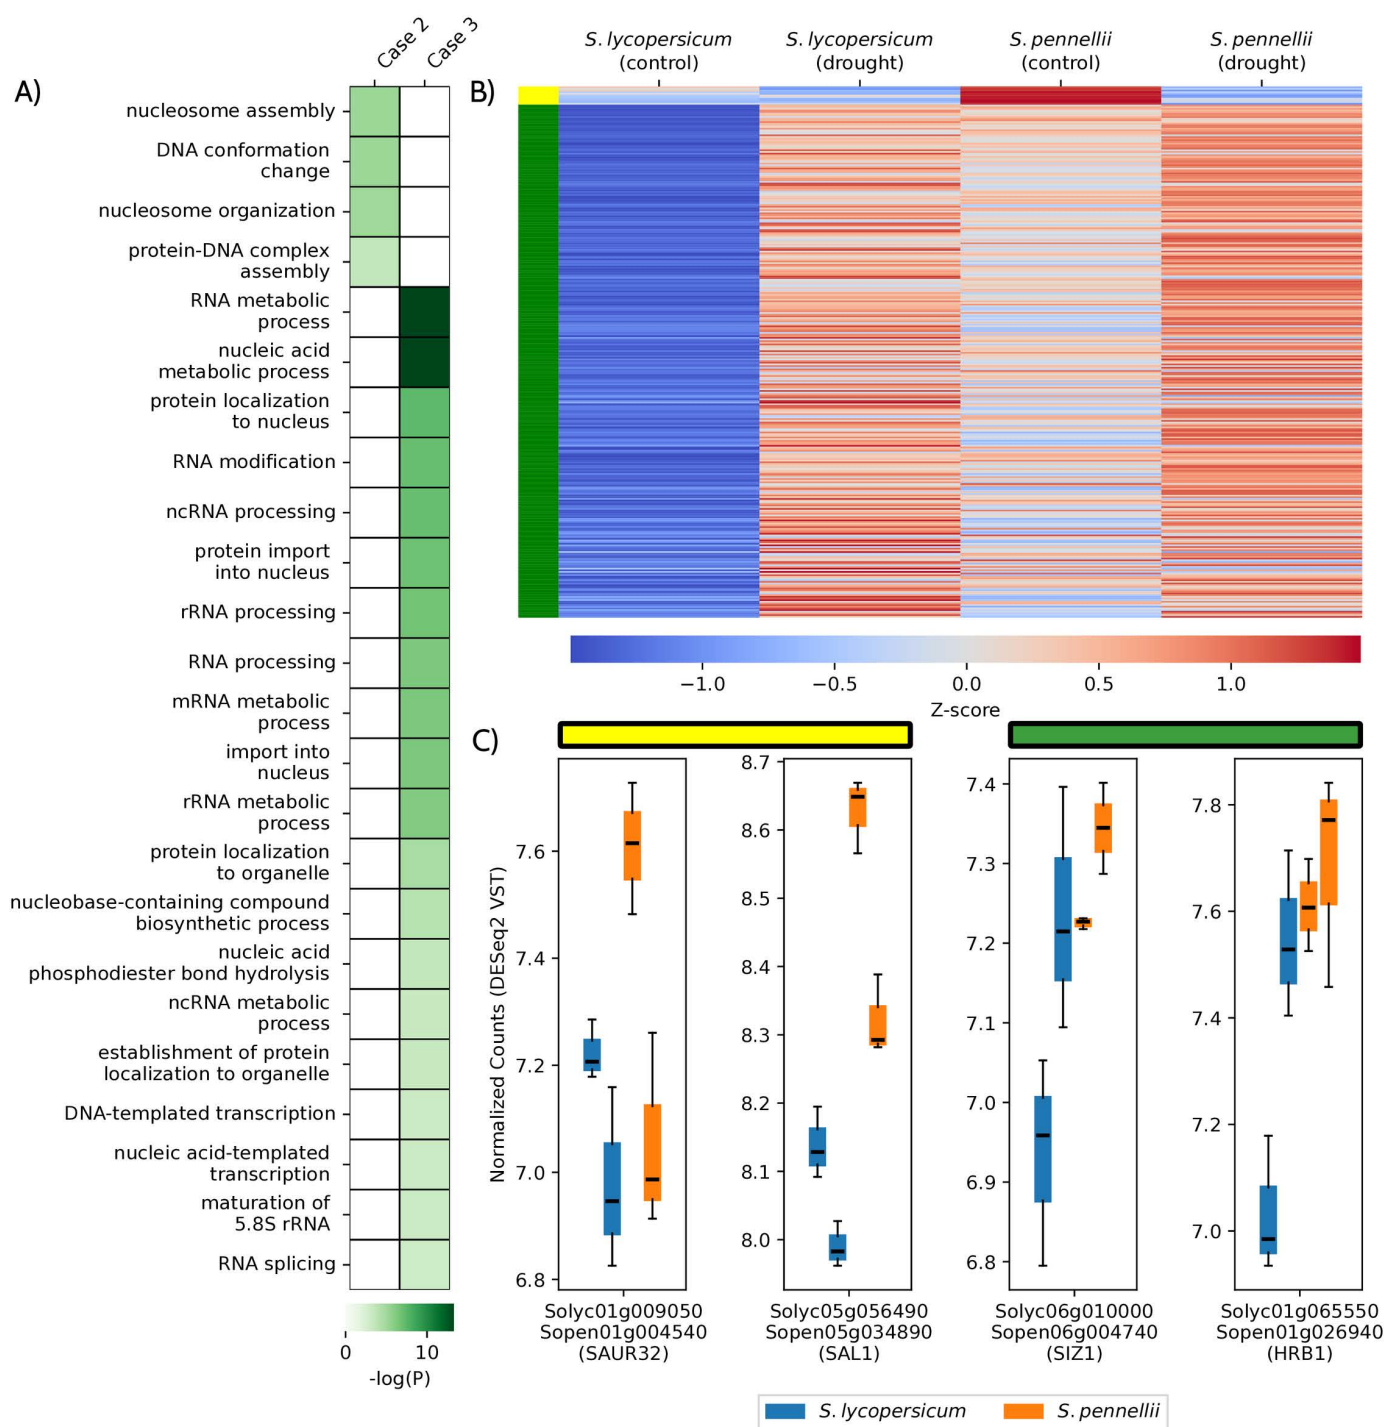 A)
Case 2
Case 3
nucleosome assembly
DNA conformation
change
nucleosome organization
protein-DNA complex
assembly
RNA metabolic
process
nucleic acid
metabolic process
protein localization
to nucleus
RNA modification
ncRNA processing
protein import
into nucleus
rRNA processing
RNA processing
mRNA metabolic
process
import into
nucleus
rRNA metabolic
process
protein localization
to organelle
nucleobase-containing compound
biosynthetic process
nucleic acid
phosphodiester bond hydrolysis
ncRNA metabolic
process
establishment of protein
localization to organelle
DNA-templated transcription
nucleic acid-templated
transcription
maturation of
5.8S rRNA
RNA splicing
0 10
-log(P)
B)
S. lycopersicum
(control)
S. lycopersicum
(drought)
S. pennellii
(control)
S. pennellii
(drought)
−1.0 −0.5 0.0 0.5 1.0
Z-score
C)
Normalized Counts (DESeq2 VST)
7.6
7.4
7.2
7.0
6.8
Solyc01g009050
Sopen01g004540
(SAUR32)
8.7
8.6
8.5
8.4
8.3
8.2
8.1
8.0
Solyc05g056490
Sopen05g034890
(SAL1)
7.4
7.3
7.2
7.1
7.0
6.9
6.8
Solyc06g010000
Sopen06g004740
(SIZ1)
7.8
7.6
7.4
7.2
7.0
Solyc01g065550
Sopen01g026940
(HRB1)
S. lycopersicum
S. pennellii